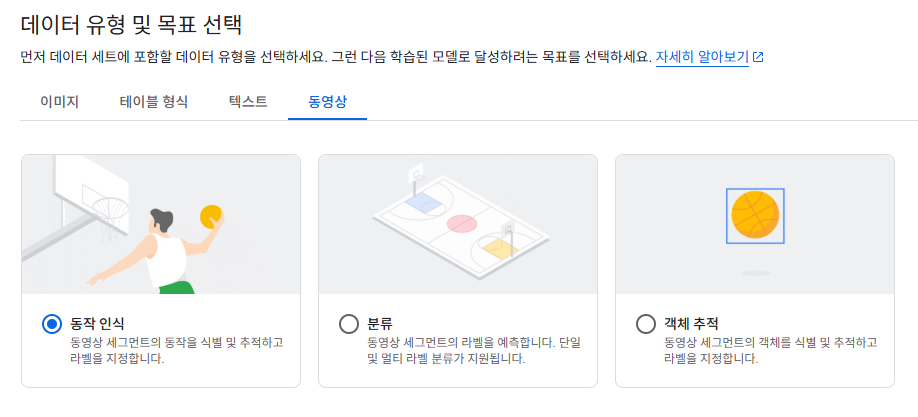 데이터 유형 및 목표 선택
먼저 데이터 세트에 포함할 데이터 유형을 선택하세요. 그런 다음 학습된 모델로 달성하려는 목표를 선택하세요. 자세히 알아보기
이미지 테이블 형식 텍스트 동영상
동작 인식
동영상 세그먼트의 동작을 식별 및 추적하고
라벨을 지정합니다.
분류
동영상 세그먼트의 라벨을 예측합니다. 단일
및 멀티 라벨 분류가 지원됩니다.
객체 추적
동영상 세그먼트의 객체를 식별 및 추적하고
라벨을 지정합니다.